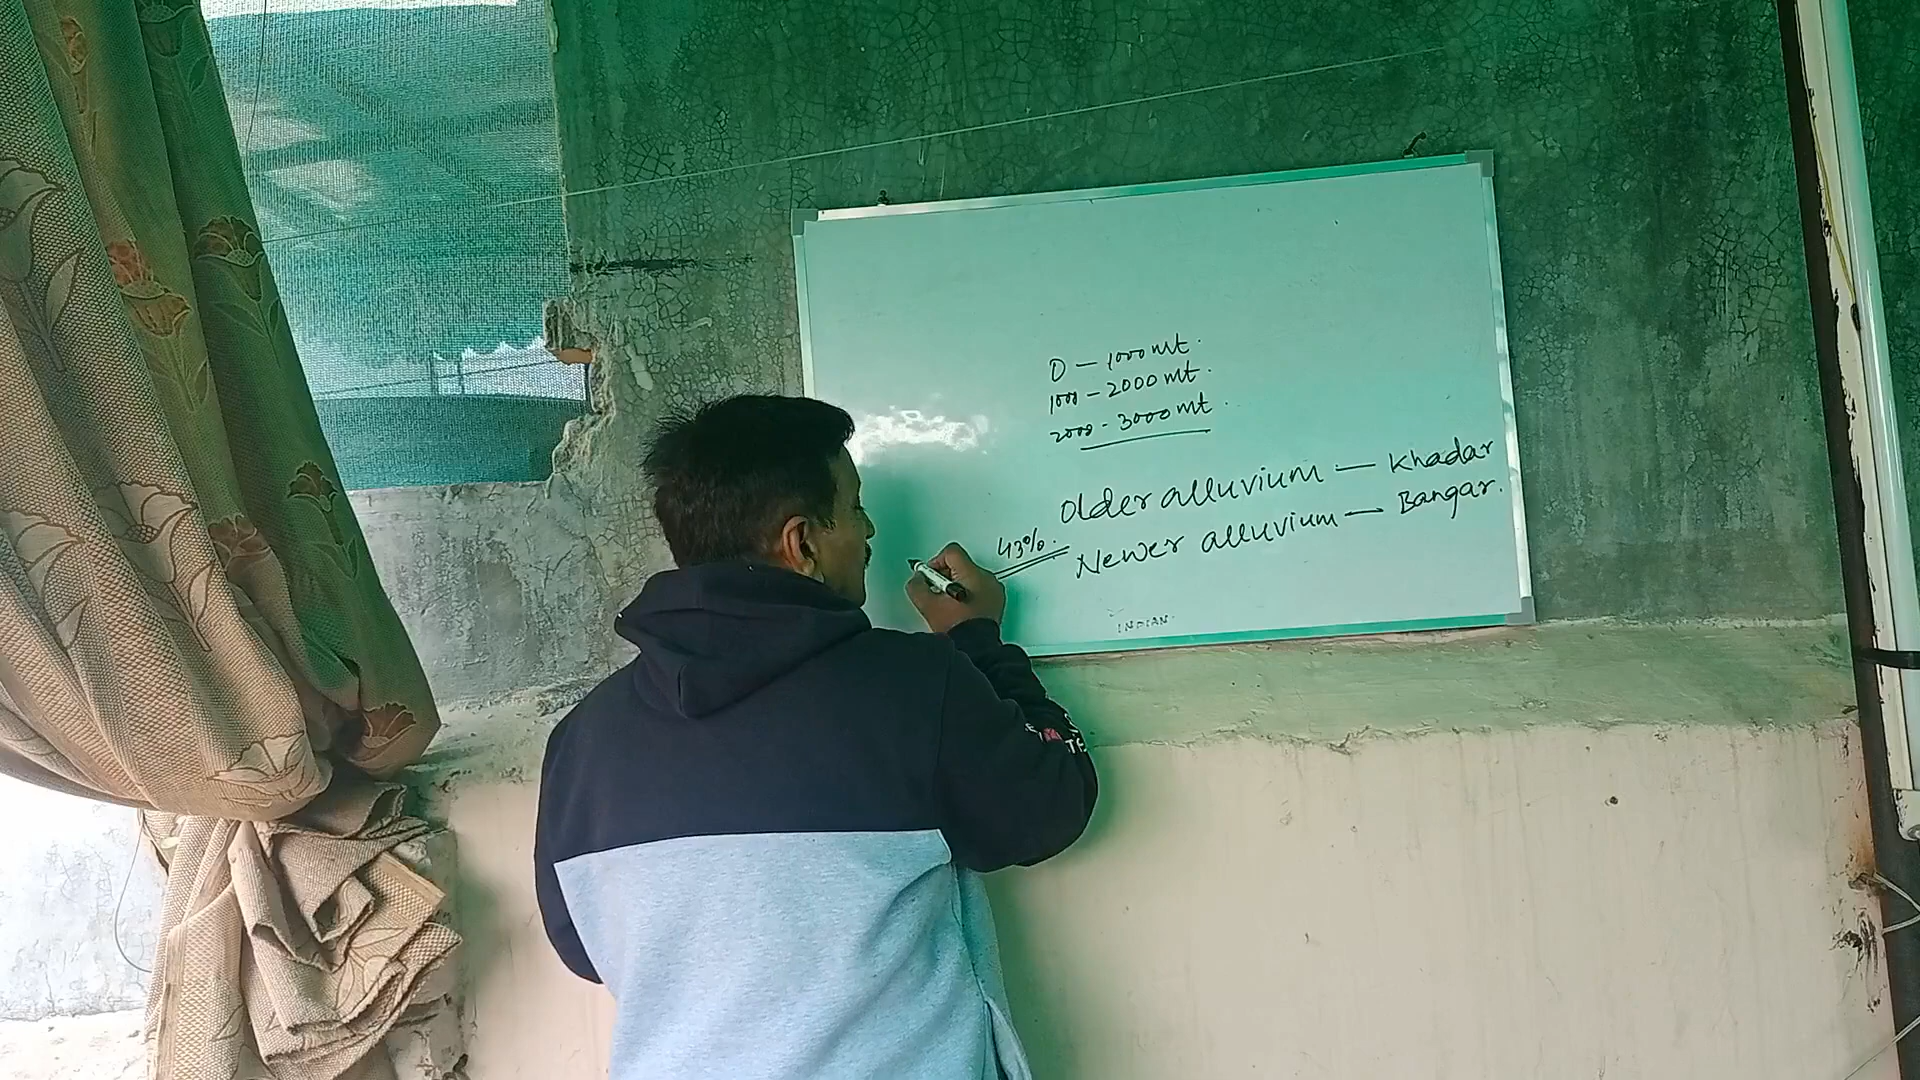 0 – 1000 mt.
1000 – 2000 mt.
2000 - 3000 mt.
Older alluvium — Khadar
43%.
Newer alluvium — Bangar.
INDIAN